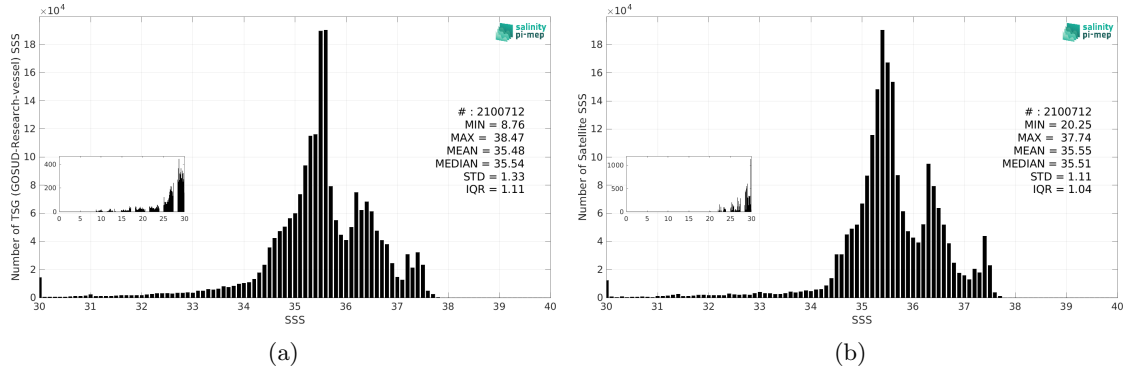 ×10⁴
salinity
pi-mep
Number of TSG (GOSUD-Research-vessel) SSS
18
16
14
12
10
8
6
4
2
0
# : 2100712
MIN = 8.76
MAX = 38.47
MEAN = 35.48
MEDIAN = 35.54
STD = 1.33
IQR = 1.11
400
200
0
0 5 10 15 20 25 30
30 31 32 33 34 35 36 37 38 39 40
SSS
(a)
×10⁴
salinity
pi-mep
Number of Satellite SSS
18
16
14
12
10
8
6
4
2
0
# : 2100712
MIN = 20.25
MAX = 37.74
MEAN = 35.55
MEDIAN = 35.51
STD = 1.11
IQR = 1.04
1000
500
0
0 5 10 15 20 25 30
30 31 32 33 34 35 36 37 38 39 40
SSS
(b)